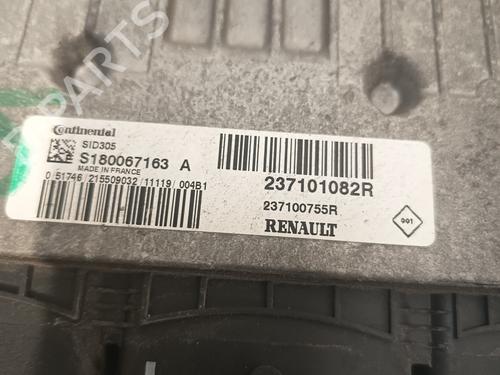 Continental
SID305
S180067163 A
MADE IN FRANCE
0 51746 215509032 /11119 / 004B1
237101082R
237100755R
RENAULT
001